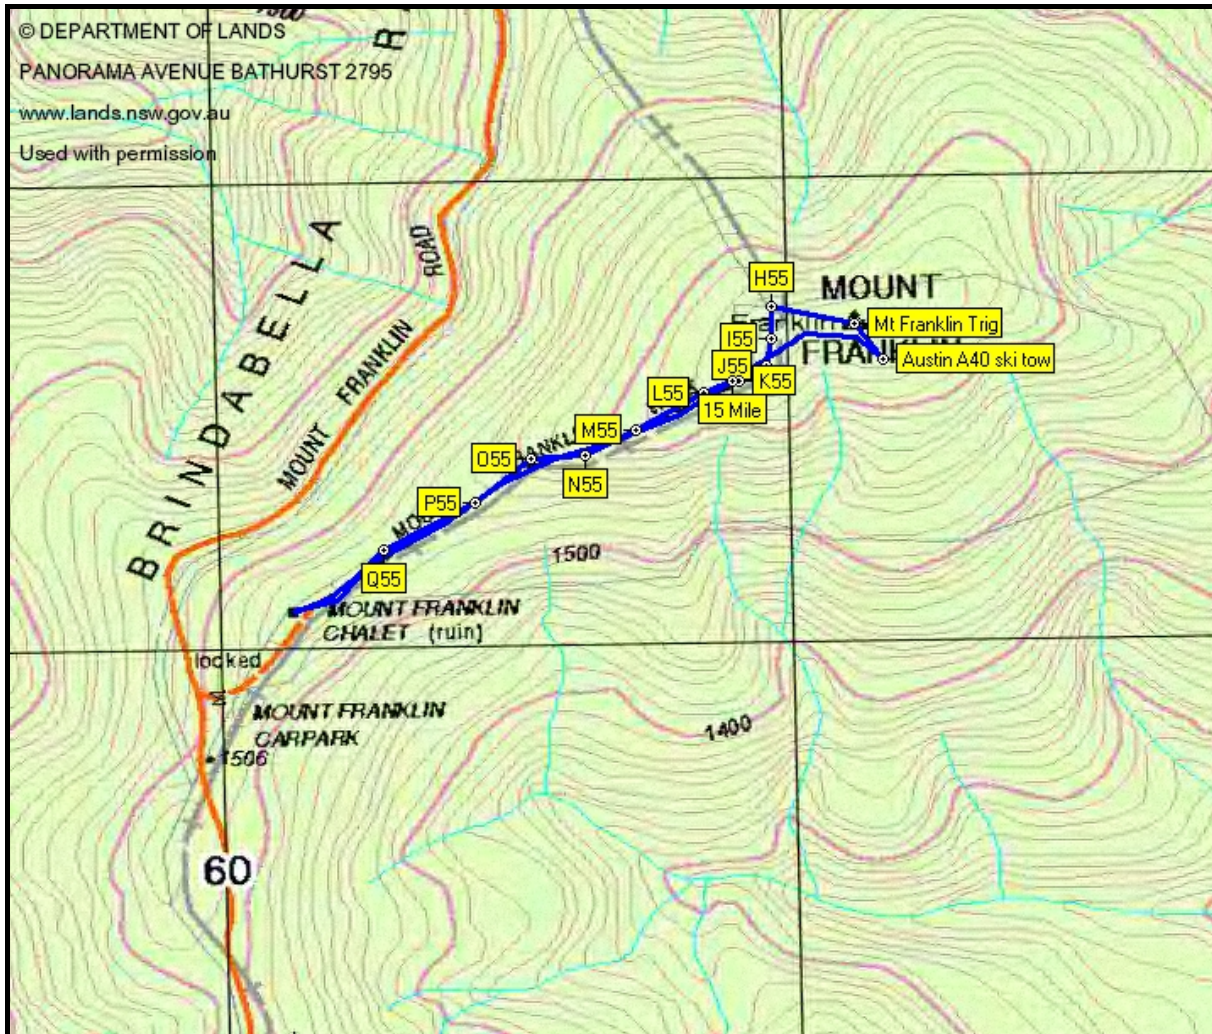 © DEPARTMENT OF LANDS
PANORAMA AVENUE BATHURST 2795
www.lands.nsw.gov.au
Used with permission
1500
R
BRINDABELLA
MOUNT FRANKLIN ROAD
H55
MOUNT
FRANKLIN
Franklin
Mt Franklin Trig
Austin A40 ski tow
I55
J55
K55
L55
15 Mile
M55
N55
O55
P55
Q55
1500
MOUNT FRANKLIN
CHALET (ruin)
locked
MOUNT FRANKLIN
CARPARK
1506
1400
60